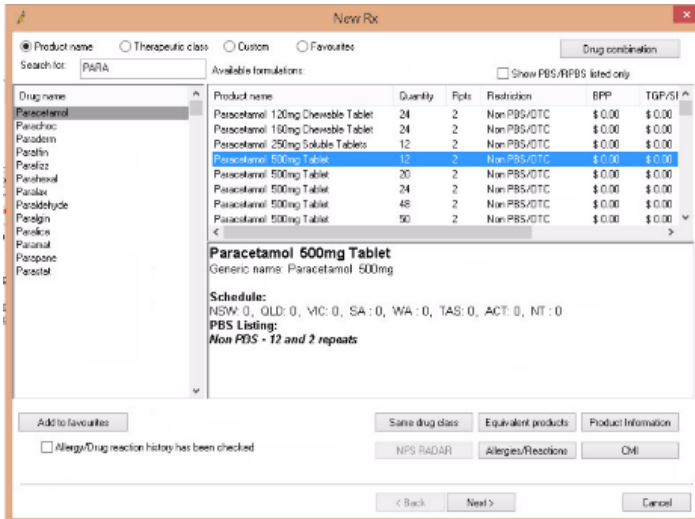 New Rx
Product name Therapeutic class Custom Favourites Drug combination
Search for: PARA Available formulations: Show PBS/RPBS listed only
Drug name
Paracetamol
Parachoc
Paraderm
Paraffin
Parafizz
Parahexal
Paralax
Paraldehyde
Paralgin
Paralice
Paramat
Parapane
Parastat
Product name Quantity Rpts Restriction BPP TGP/SI
Paracetamol 120mg Chewable Tablet 24 2 Non PBS/OTC $ 0.00 $ 0.00
Paracetamol 160mg Chewable Tablet 24 2 Non PBS/OTC $ 0.00 $ 0.00
Paracetamol 250mg Soluble Tablets 12 2 Non PBS/OTC $ 0.00 $ 0.00
Paracetamol 500mg Tablet 12 2 Non PBS/OTC $ 0.00 $ 0.00
Paracetamol 500mg Tablet 20 2 Non PBS/OTC $ 0.00 $ 0.00
Paracetamol 500mg Tablet 24 2 Non PBS/OTC $ 0.00 $ 0.00
Paracetamol 500mg Tablet 48 2 Non PBS/OTC $ 0.00 $ 0.00
Paracetamol 500mg Tablet 50 2 Non PBS/OTC $ 0.00 $ 0.00
Paracetamol 500mg Tablet
Generic name: Paracetamol 500mg
Schedule:
NSW: 0, QLD: 0, VIC: 0, SA : 0, WA : 0, TAS: 0, ACT: 0, NT : 0
PBS Listing:
Non PBS - 12 and 2 repeats
Add to favourites Same drug class Equivalent products Product Information
Allergy/Drug reaction history has been checked NPS RADAR Allergies/Reactions CMI
< Back Next > Cancel